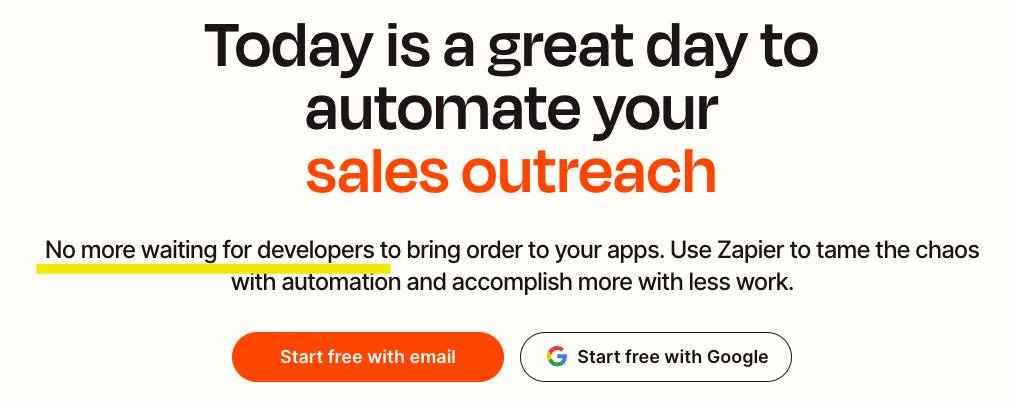 Today is a great day to
automate your
sales outreach
No more waiting for developers to bring order to your apps. Use Zapier to tame the chaos
with automation and accomplish more with less work.
Start free with email
Start free with Google